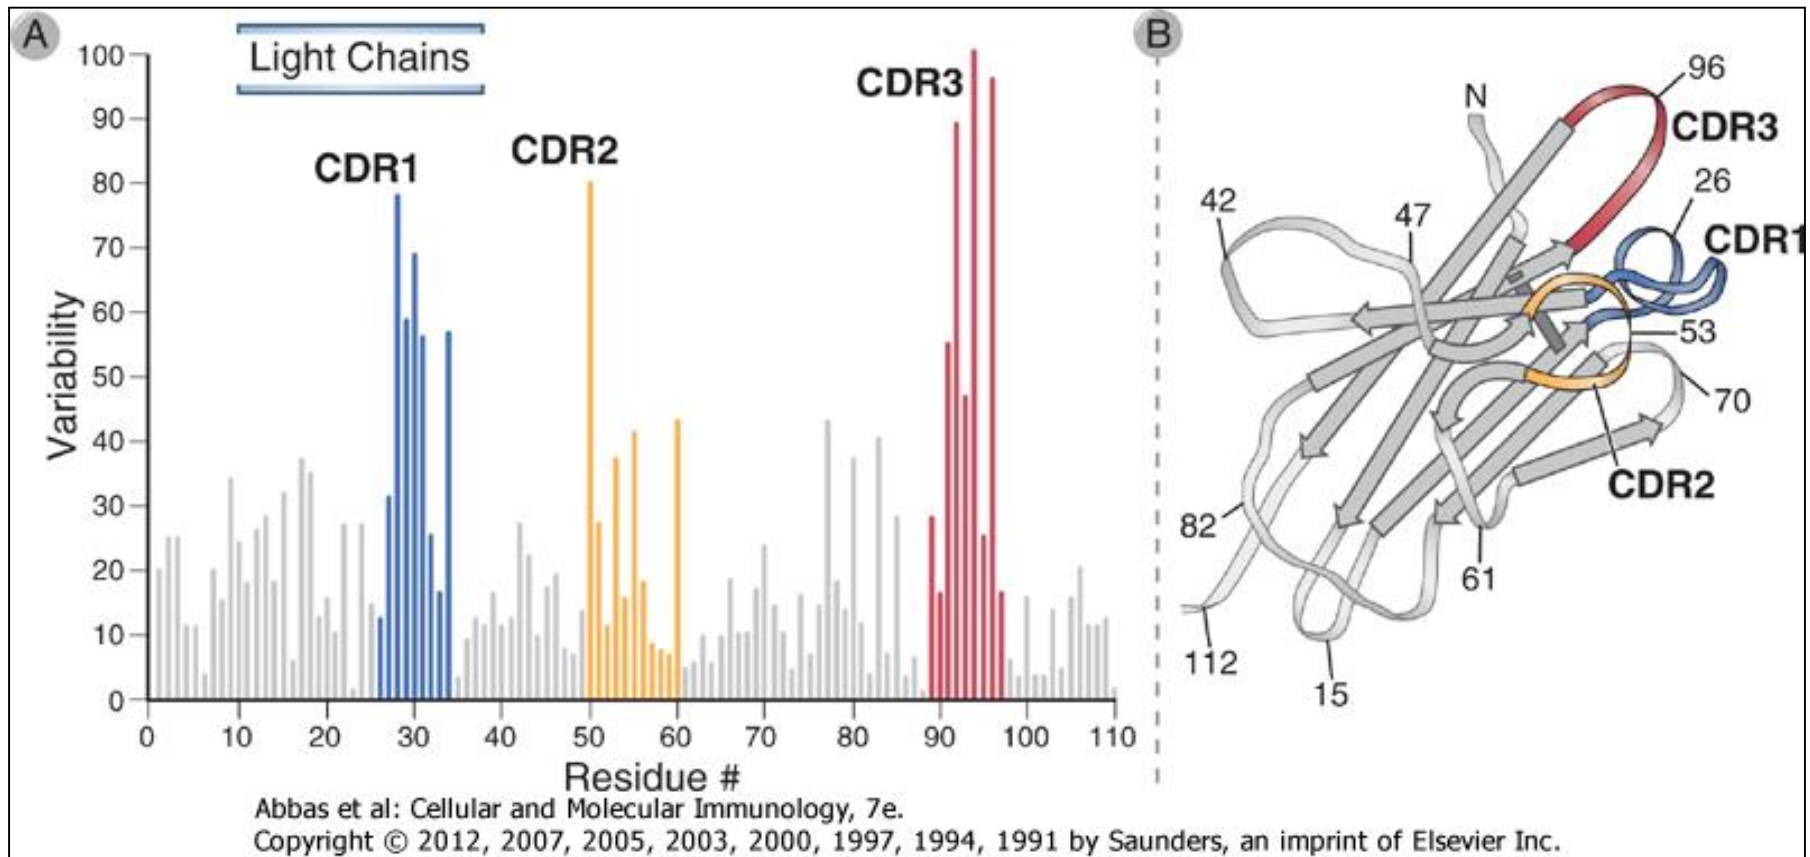 A
Light Chains
CDR1
CDR2
CDR3
Variability
100
90
80
70
60
50
40
30
20
10
0
0 10 20 30 40 50 60 70 80 90 100 110
Residue #
B
N
96
CDR3
26
CDR1
42
47
53
70
CDR2
82
61
112
15
Abbas et al: Cellular and Molecular Immunology, 7e.
Copyright © 2012, 2007, 2005, 2003, 2000, 1997, 1994, 1991 by Saunders, an imprint of Elsevier Inc.